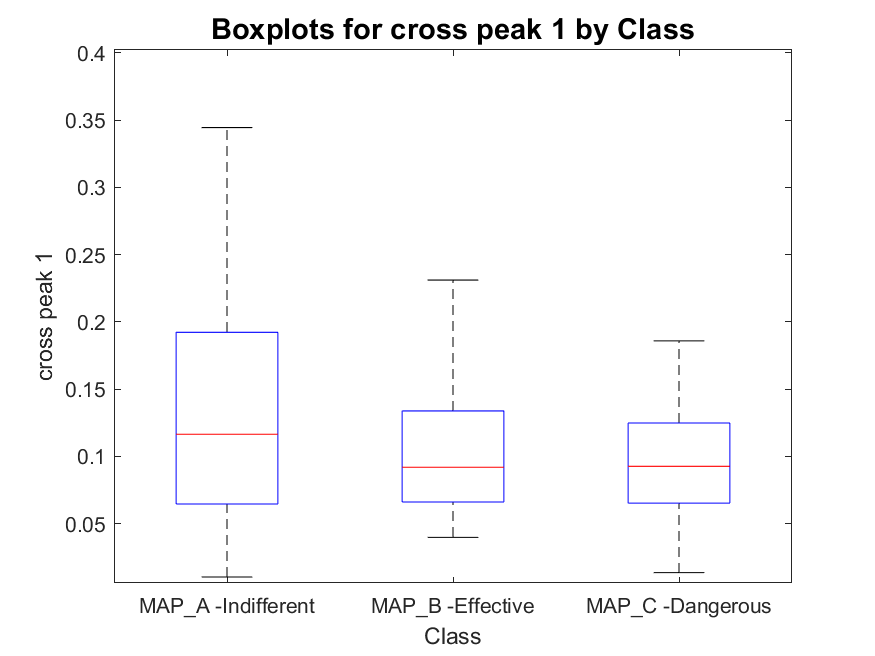 Boxplots for cross peak 1 by Class
0.4
0.35
0.3
0.25
0.2
0.15
0.1
0.05
cross peak 1
MAP_A -Indifferent
MAP_B -Effective
MAP_C -Dangerous
Class